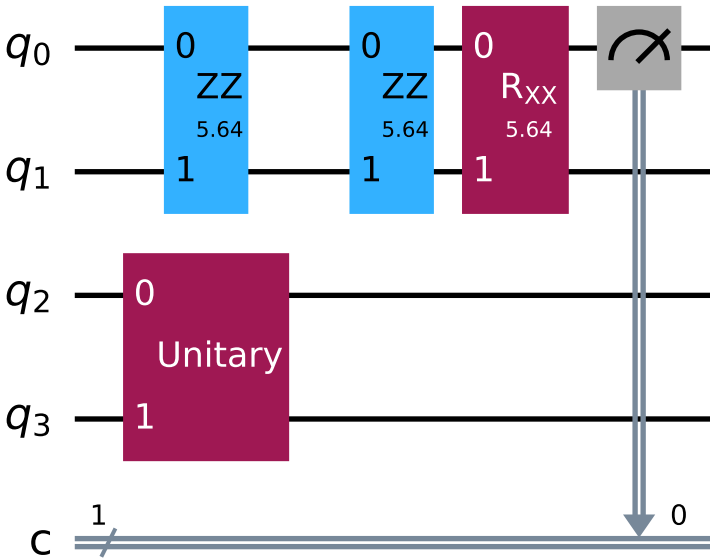 q0 0 0 0
ZZ ZZ RXX
5.64 5.64 5.64
q1 1 1 1
q2 0
Unitary
q3 1
1 0
c